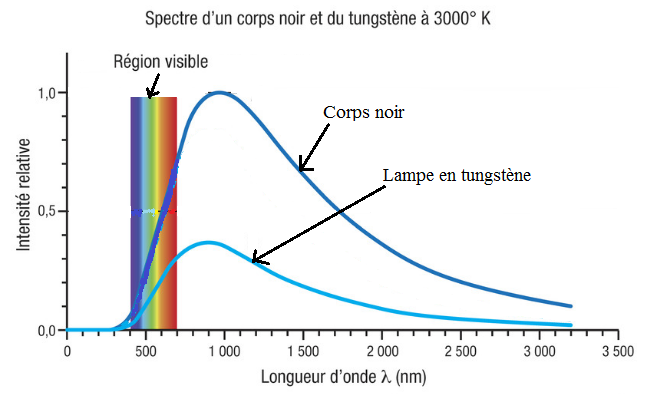 Spectre d'un corps noir et du tungstène à 3000° K
Région visible
1,0
Corps noir
Lampe en tungstène
Intensité relative
0,5
0,0
0 500 1 000 1 500 2 000 2 500 3 000 3 500
Longueur d'onde λ (nm)